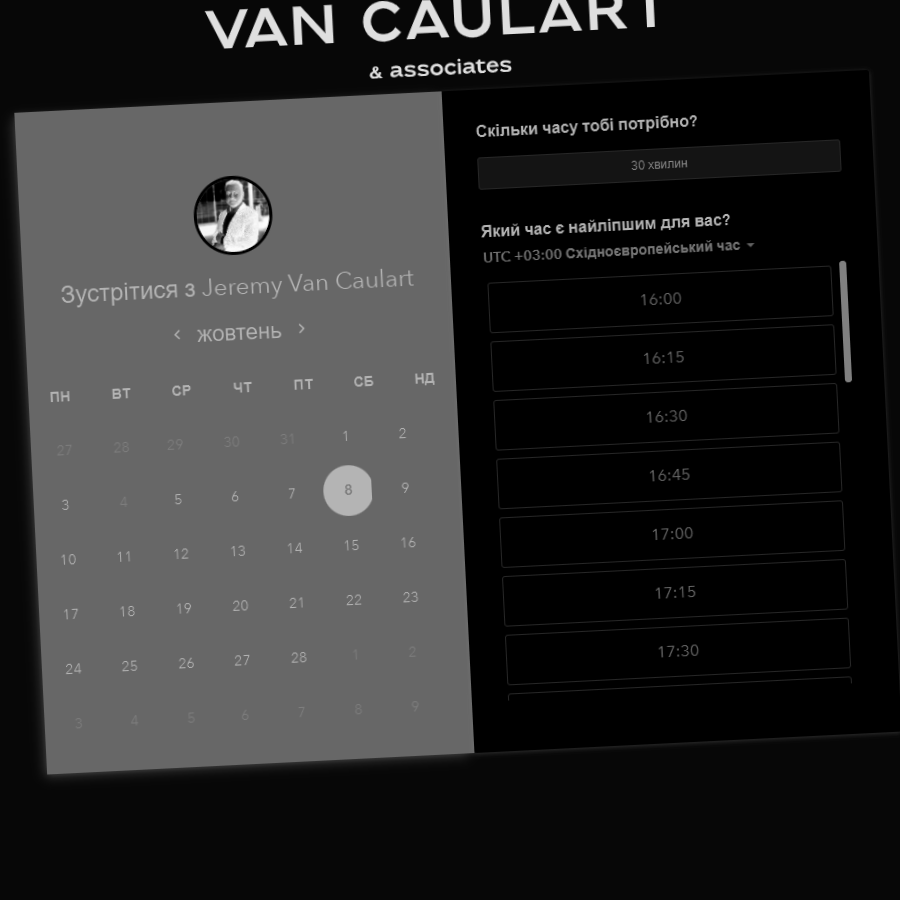 VAN CAULART
& associates
Зустрітися з Jeremy Van Caulart
жовтень
ПН ВТ СР ЧТ ПТ СБ НД
27 28 29 30 31 1 2
3 4 5 6 7 8 9
10 11 12 13 14 15 16
17 18 19 20 21 22 23
24 25 26 27 28 1 2
3 4 5 6 7 8 9
Скільки часу тобі потрібно?
30 хвилин
Який час є найліпшим для вас?
UTC +03:00 Східноєвропейський час
16:00
16:15
16:30
16:45
17:00
17:15
17:30